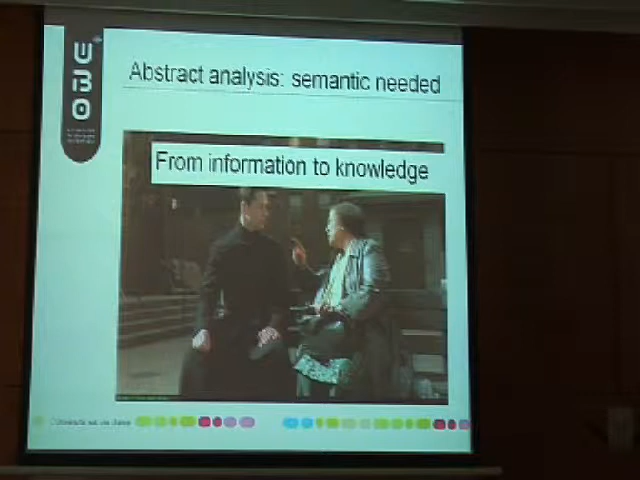 UBO
Abstract analysis: semantic needed
From information to knowledge